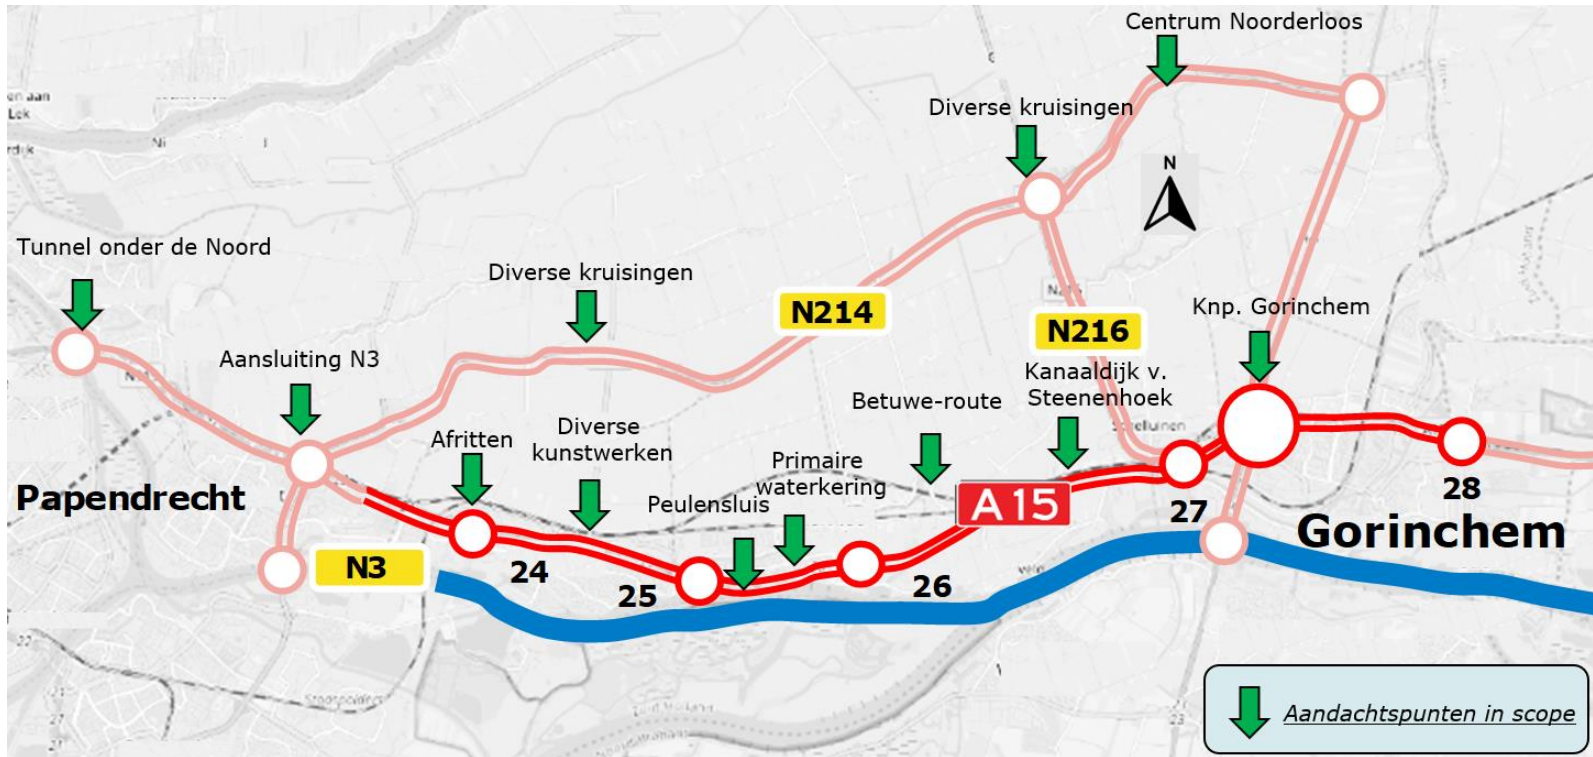 Centrum Noorderloos
Diverse kruisingen
N
Tunnel onder de Noord
Diverse kruisingen
N214
N216
Knp. Gorinchem
Aansluiting N3
Kanaaldijk v.
Steenenhoek
Betuwe-route
Afritten
Diverse
kunstwerken
Primaire
waterkering
Peulensluis
Papendrecht
A15
27
28
Gorinchem
N3
24
25
26
Aandachtspunten in scope